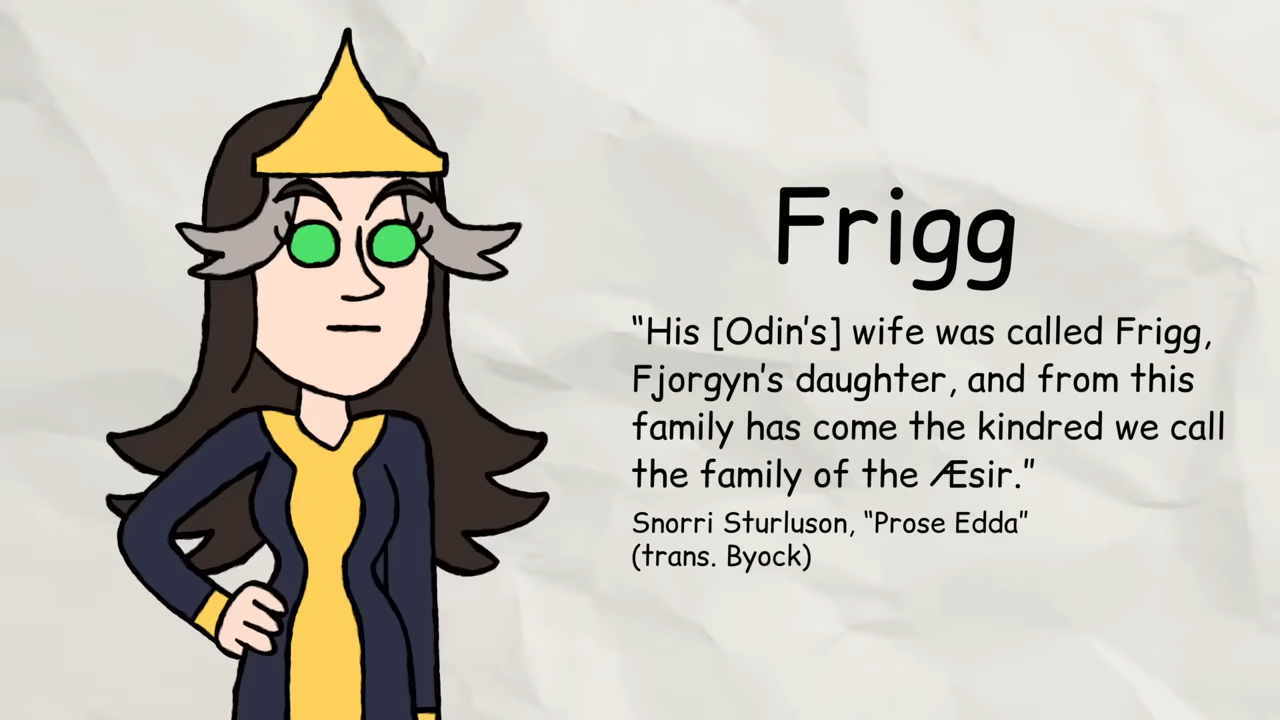 Frigg
“His [Odin's] wife was called Frigg,
Fjorgyn's daughter, and from this
family has come the kindred we call
the family of the Æsir.”
Snorri Sturluson, “Prose Edda”
(trans. Byock)